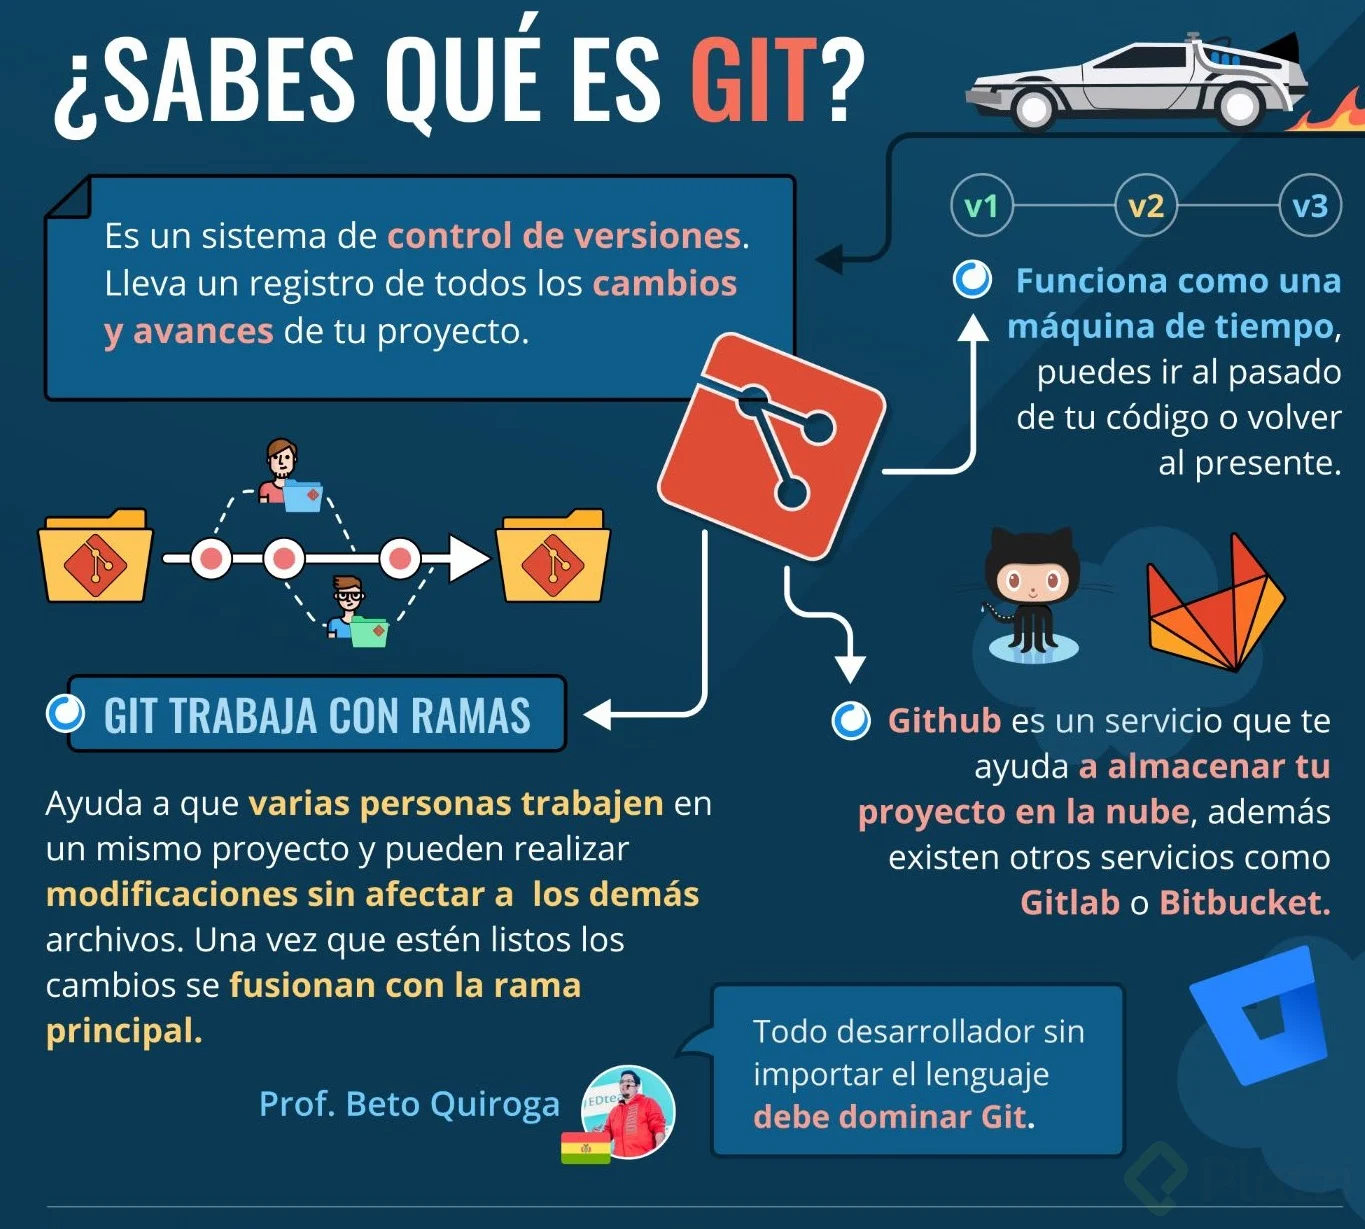 ¿SABES QUÉ ES GIT?
Es un sistema de control de versiones.
Lleva un registro de todos los cambios
y avances de tu proyecto.
v1 v2 v3
Funciona como una
máquina de tiempo,
puedes ir al pasado
de tu código o volver
al presente.
GIT TRABAJA CON RAMAS
Ayuda a que varias personas trabajen en
un mismo proyecto y pueden realizar
modificaciones sin afectar a los demás
archivos. Una vez que estén listos los
cambios se fusionan con la rama
principal.
Github es un servicio que te
ayuda a almacenar tu
proyecto en la nube, además
existen otros servicios como
Gitlab o Bitbucket.
Prof. Beto Quiroga
Todo desarrollador sin
importar el lenguaje
debe dominar Git.